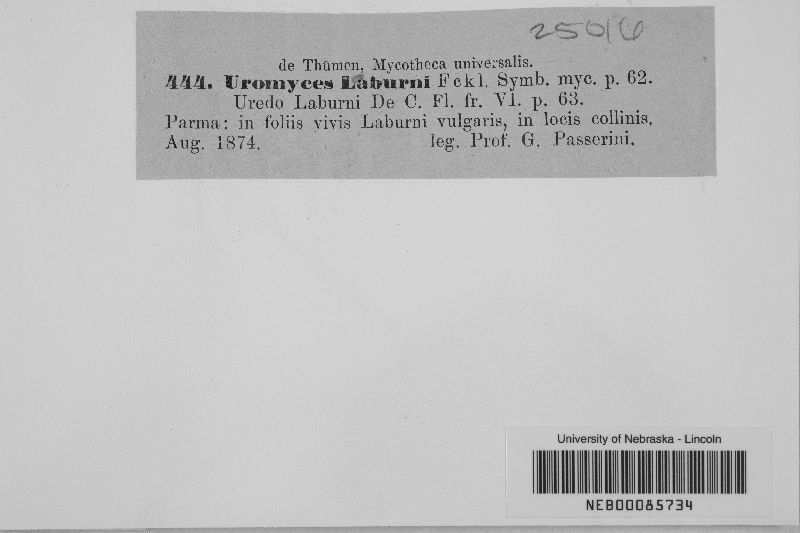 25016
de Thümen, Mycotheca universalis.
444. Uromyces Laburni Fckl. Symb. myc. p. 62.
Uredo Laburni De C. Fl. fr. VI. p. 63.
Parma: in foliis vivis Laburni vulgaris, in locis collinis.
Aug. 1874. leg. Prof. G. Passerini.
University of Nebraska - Lincoln
NEB00085734